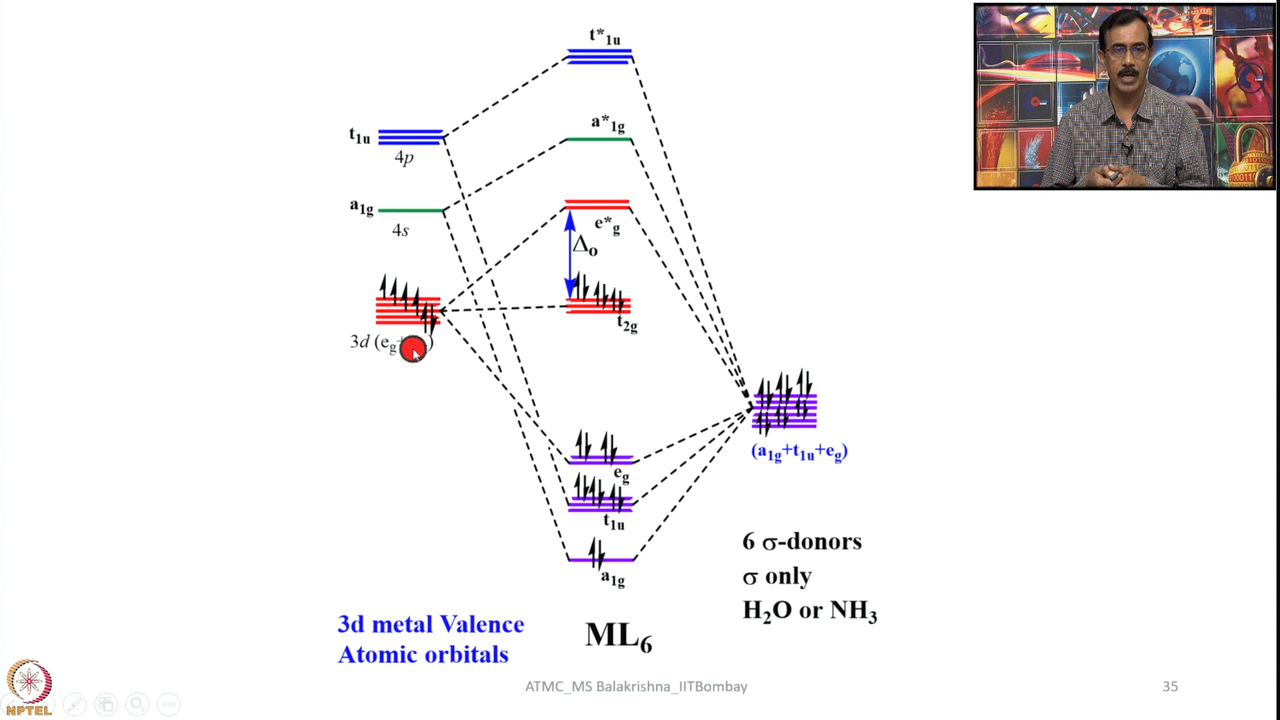 t*1u
t1u
4p
a*1g
a1g
4s
e*g
Δo
t2g
3d (eg
eg
(a1g+t1u+eg)
t1u
a1g
6 σ-donors
σ only
H2O or NH3
3d metal Valence
Atomic orbitals
ML6
ATMC_MS Balakrishna_IITBombay
35
NPTEL